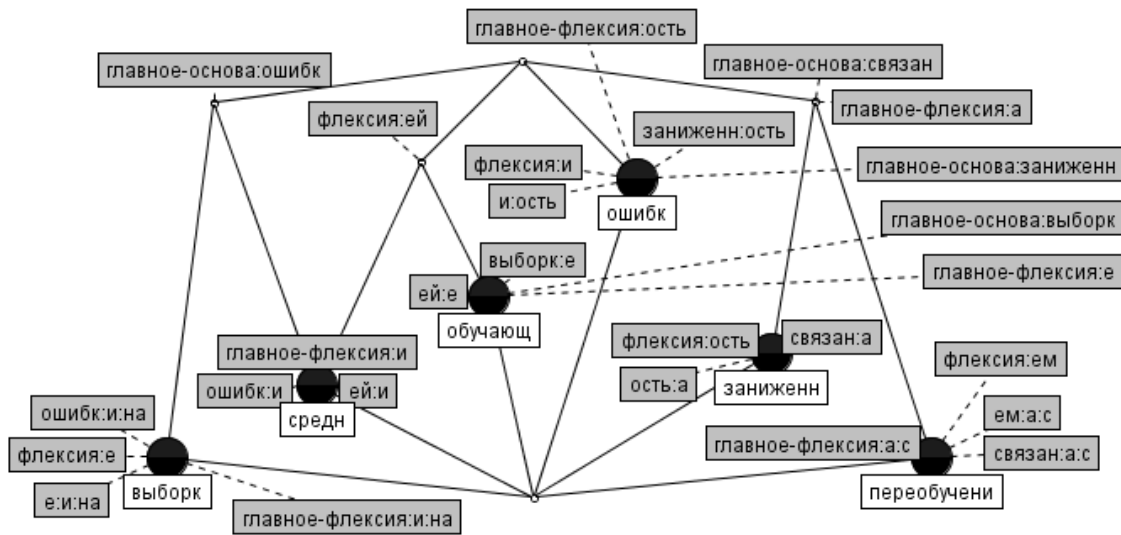 главное-флексия:ость
главное-основа:ошибк
главное-основа:связан
главное-флексия:а
флексия:ей
заниженн:ость
флексия:и
главное-основа:заниженн
и:ость
ошибк
главное-основа:выборк
выборк:е
главное-флексия:е
ей:е
обучающ
флексия:ость
связан:а
главное-флексия:и
флексия:ем
ость:а
заниженн
ошибк:и
ей:и
средн
ошибк:и:на
ем:а:с
главное-флексия:а:с
связан:а:с
флексия:е
выборк
переобучени
е:и:на
главное-флексия:и:на